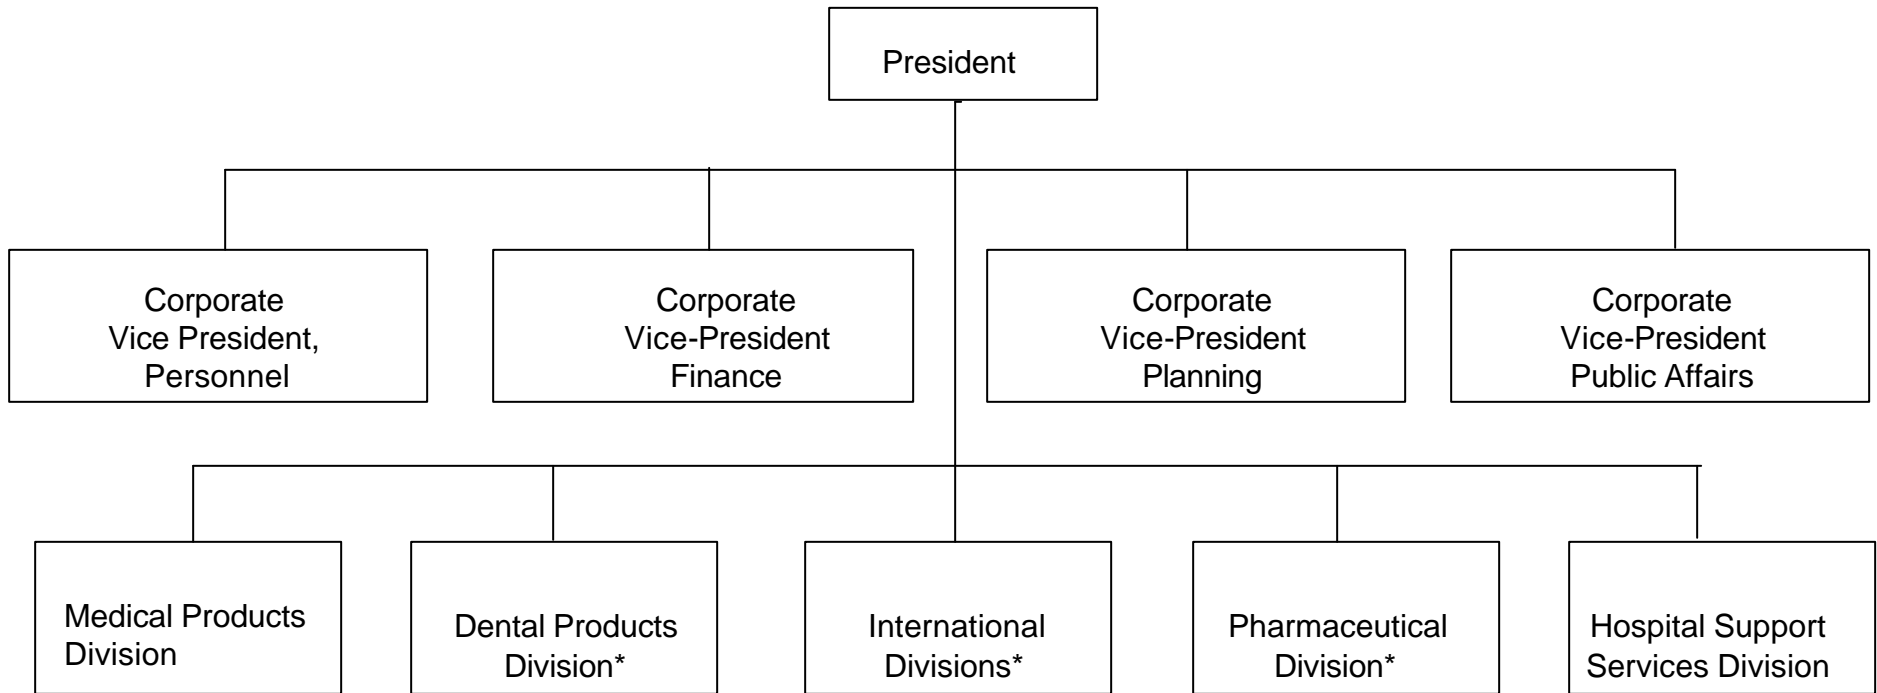 President
Corporate
Vice President,
Personnel
Corporate
Vice-President
Finance
Corporate
Vice-President
Planning
Corporate
Vice-President
Public Affairs
Medical Products
Division
Dental Products
Division*
International
Divisions*
Pharmaceutical
Division*
Hospital Support
Services Division